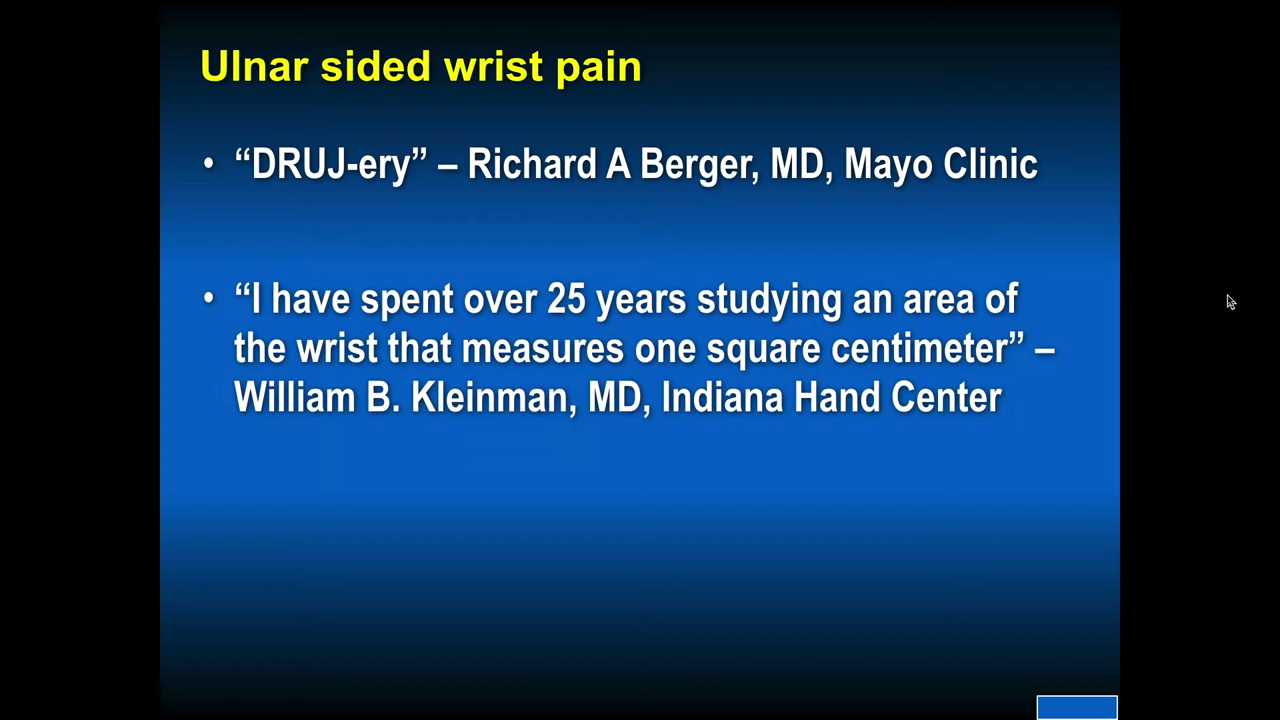 Ulnar sided wrist pain
• “DRUJ-ery” – Richard A Berger, MD, Mayo Clinic
• “I have spent over 25 years studying an area of
the wrist that measures one square centimeter” –
William B. Kleinman, MD, Indiana Hand Center